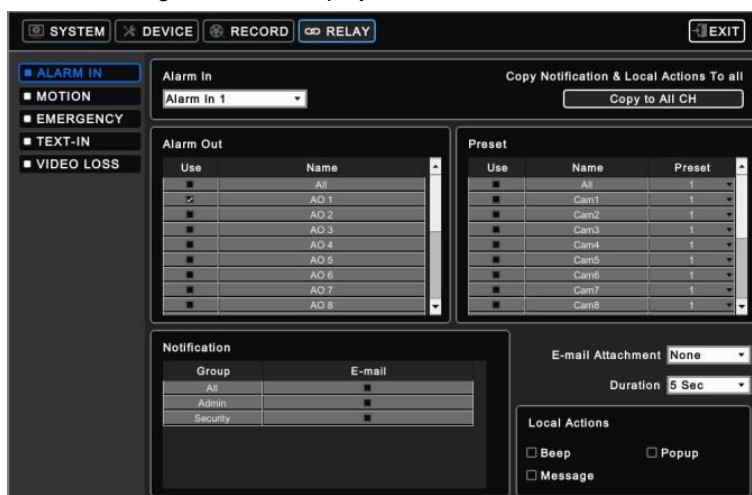 SYSTEM DEVICE RECORD RELAY EXIT
ALARM IN
MOTION
EMERGENCY
TEXT-IN
VIDEO LOSS
Alarm In
Alarm In 1
Copy Notification & Local Actions To all
Copy to All CH
Alarm Out
Use Name
All
AO 1
AO 2
AO 3
AO 4
AO 5
AO 6
AO 7
AO 8
Preset
Use Name Preset
All 1
Cam1 1
Cam2 1
Cam3 1
Cam4 1
Cam5 1
Cam6 1
Cam7 1
Cam8 1
Notification
Group E-mail
All
Admin
Security
E-mail Attachment None
Duration 5 Sec
Local Actions
Beep Popup
Message